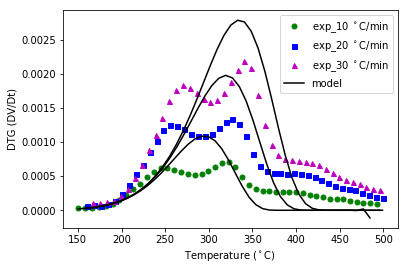 exp_10 °C/min
exp_20 °C/min
exp_30 °C/min
model
DTG (DV/Dt)
0.0025
0.0020
0.0015
0.0010
0.0005
0.0000
150 200 250 300 350 400 450 500
Temperature (°C)